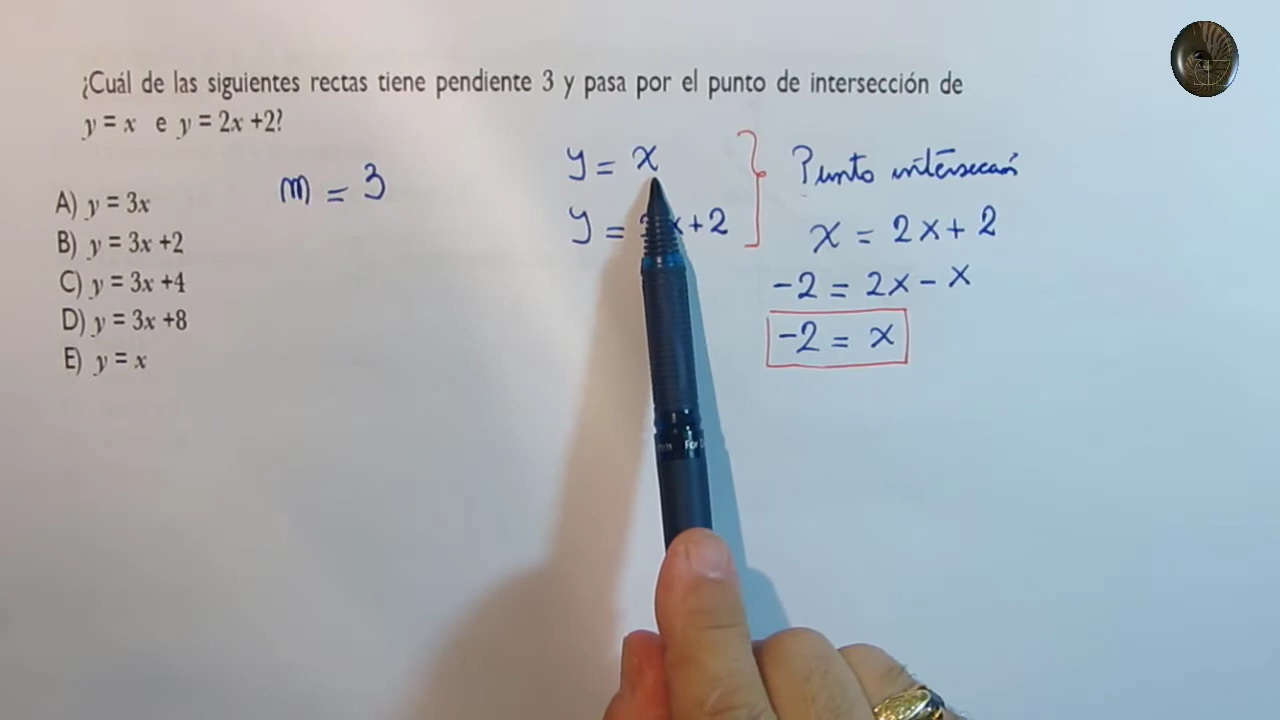 ¿Cuál de las siguientes rectas tiene pendiente 3 y pasa por el punto de intersección de
y = x e y = 2x +2?
A) y = 3x
B) y = 3x +2
C) y = 3x +4
D) y = 3x +8
E) y = x
m = 3
y = x
y = x+2
Punto intersección
x = 2x + 2
-2 = 2x - x
-2 = x